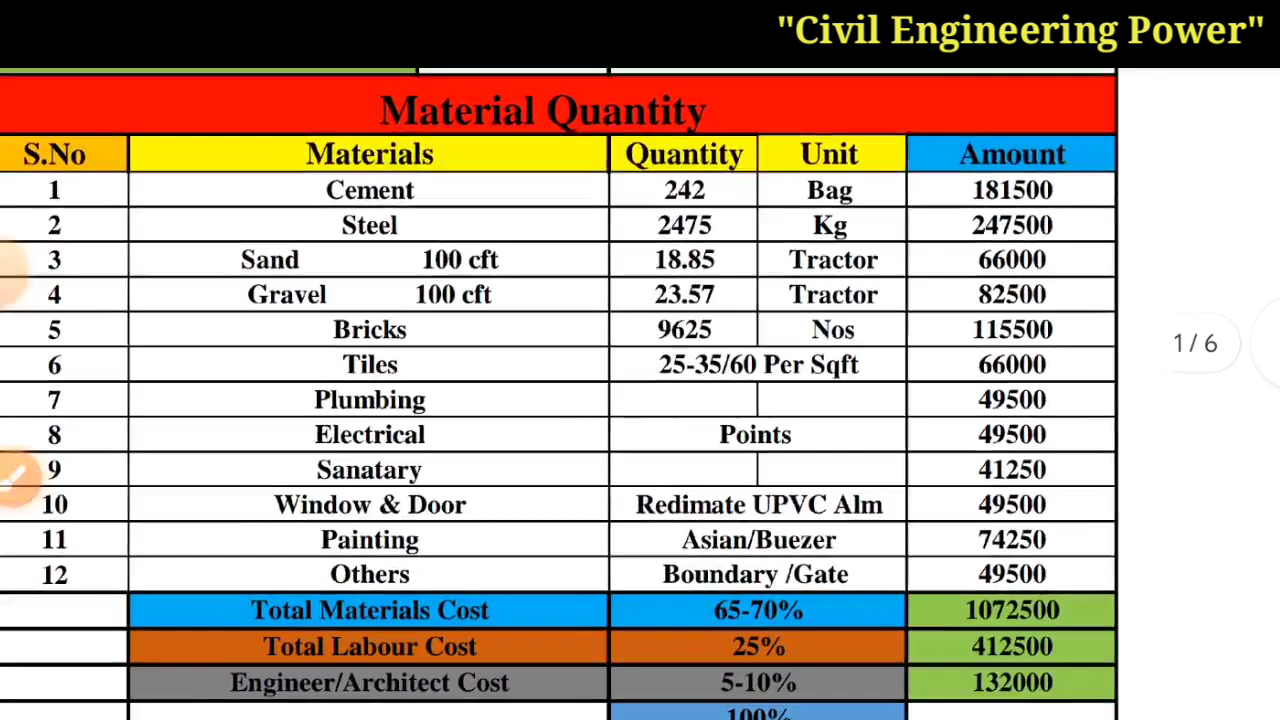 "Civil Engineering Power"
Material Quantity
S.No Materials Quantity Unit Amount
1 Cement 242 Bag 181500
2 Steel 2475 Kg 247500
3 Sand 100 cft 18.85 Tractor 66000
4 Gravel 100 cft 23.57 Tractor 82500
5 Bricks 9625 Nos 115500
6 Tiles 25-35/60 Per Sqft 66000
7 Plumbing 49500
8 Electrical Points 49500
9 Sanatary 41250
10 Window & Door Redimate UPVC Alm 49500
11 Painting Asian/Buezer 74250
12 Others Boundary /Gate 49500
Total Materials Cost 65-70% 1072500
Total Labour Cost 25% 412500
Engineer/Architect Cost 5-10% 132000
100%
1 / 6